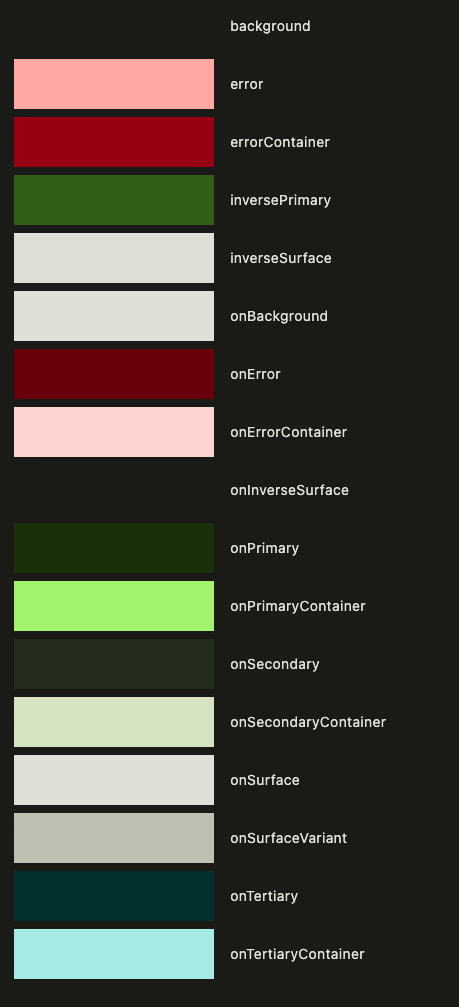 background
error
errorContainer
inversePrimary
inverseSurface
onBackground
onError
onErrorContainer
onInverseSurface
onPrimary
onPrimaryContainer
onSecondary
onSecondaryContainer
onSurface
onSurfaceVariant
onTertiary
onTertiaryContainer